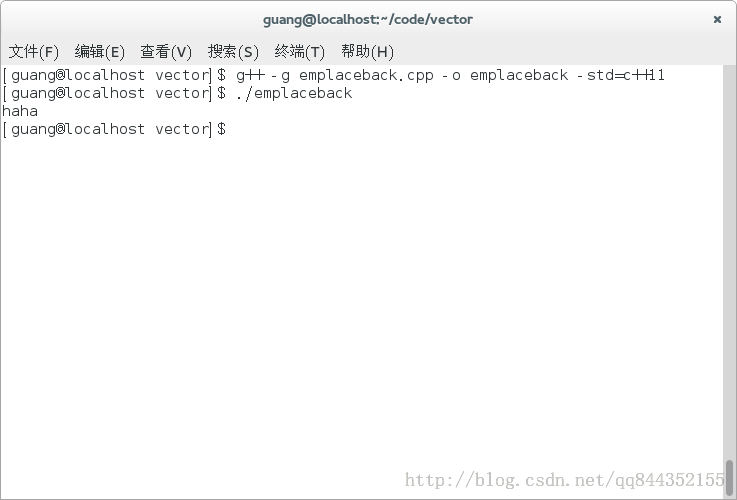 guang@localhost:~/code/vector ×
文件(F) 编辑(E) 查看(V) 搜索(S) 终端(T) 帮助(H)
[guang@localhost vector]$ g++ -g emplaceback.cpp -o emplaceback -std=c++11
[guang@localhost vector]$ ./emplaceback
haha
[guang@localhost vector]$
http://blog.csdn.net/qq844352155